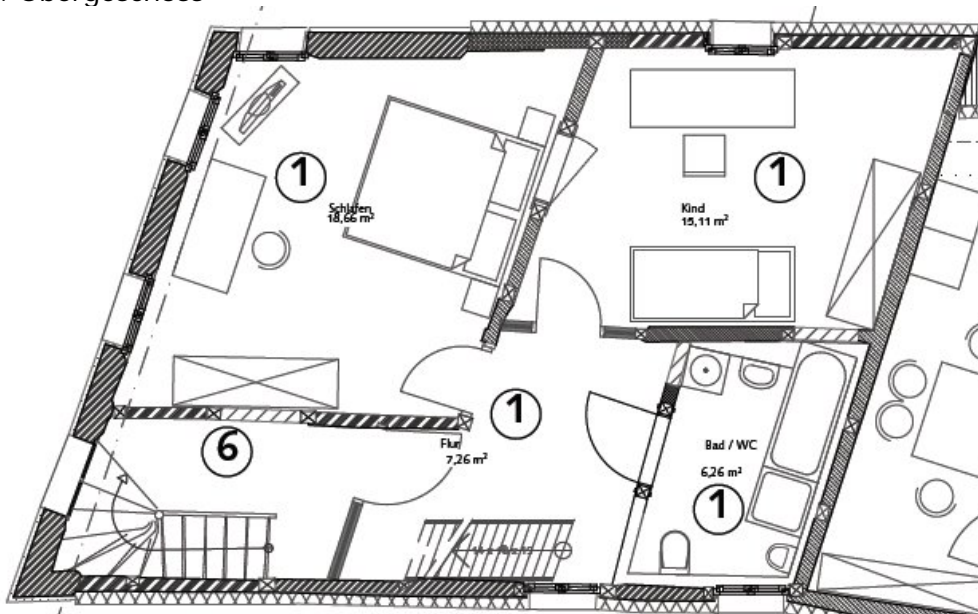 Obergeschoss
1
1
Schlafen
18,66 m²
Kind
15,11 m²
1
6
Flur
7,26 m²
Bad / WC
6,26 m²
1